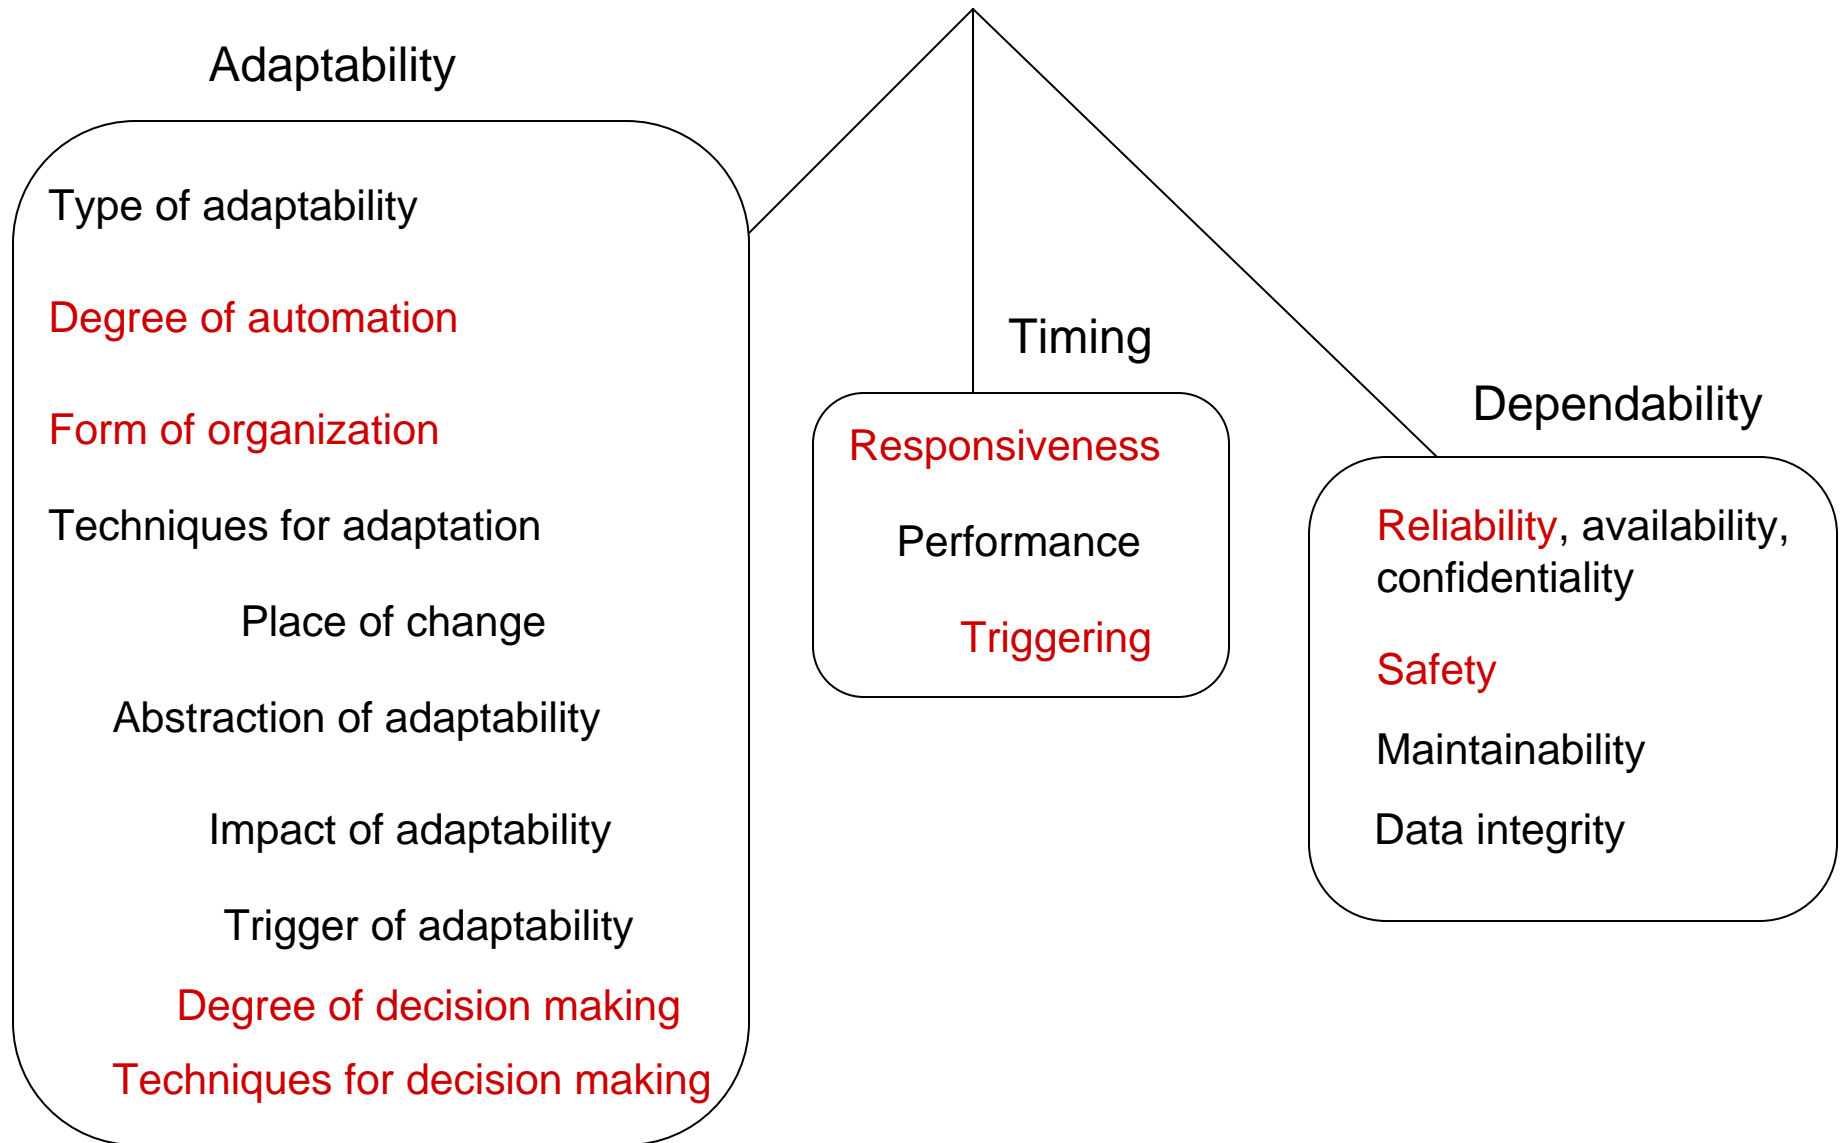 Adaptability
Type of adaptability
Degree of automation
Form of organization
Techniques for adaptation
Place of change
Abstraction of adaptability
Impact of adaptability
Trigger of adaptability
Degree of decision making
Techniques for decision making
Timing
Responsiveness
Performance
Triggering
Dependability
Reliability, availability,
confidentiality
Safety
Maintainability
Data integrity